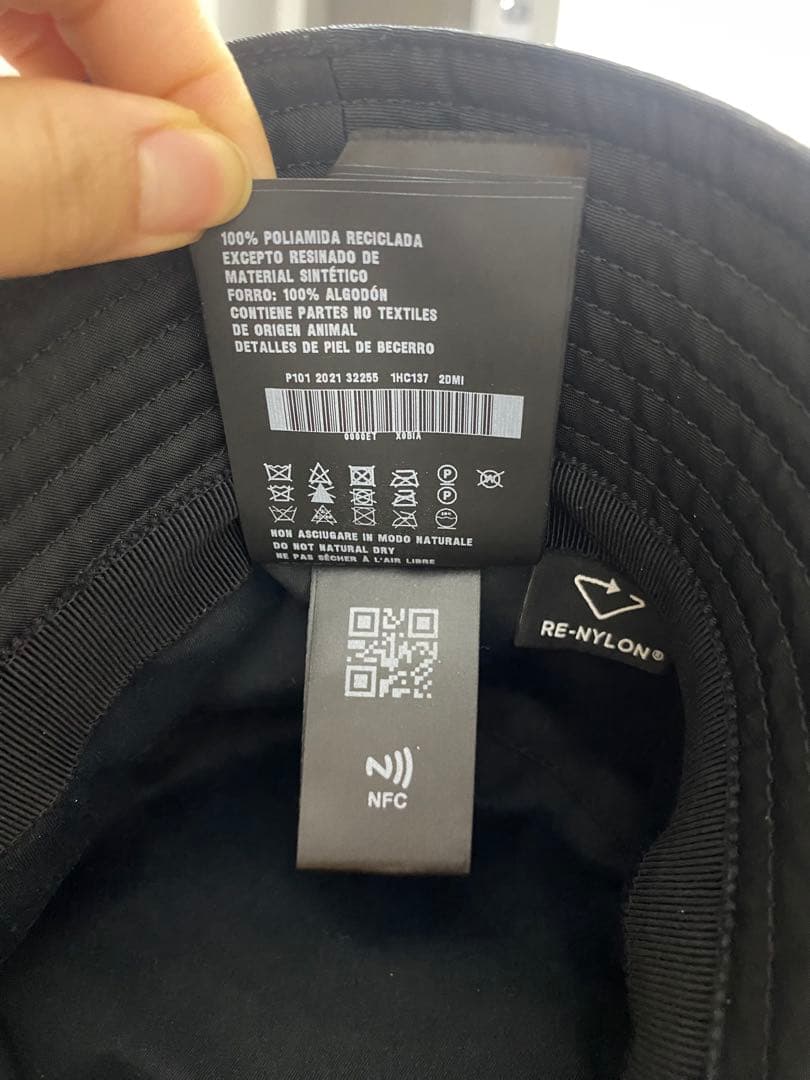 100% POLIAMIDA RECICLADA
EXCEPTO RESINADO DE
MATERIAL SINTÉTICO
FORRO: 100% ALGODÓN
CONTIENE PARTES NO TEXTILES
DE ORIGEN ANIMAL
DETALLES DE PIEL DE BECERRO
P101 2021 32255 1HC137 2DMI
X0BIA
P
P
NON ASCIUGARE IN MODO NATURALE
DO NOT NATURAL DRY
NE PAS SÉCHER À L'AIR LIBRE
RE-NYLON®
NFC